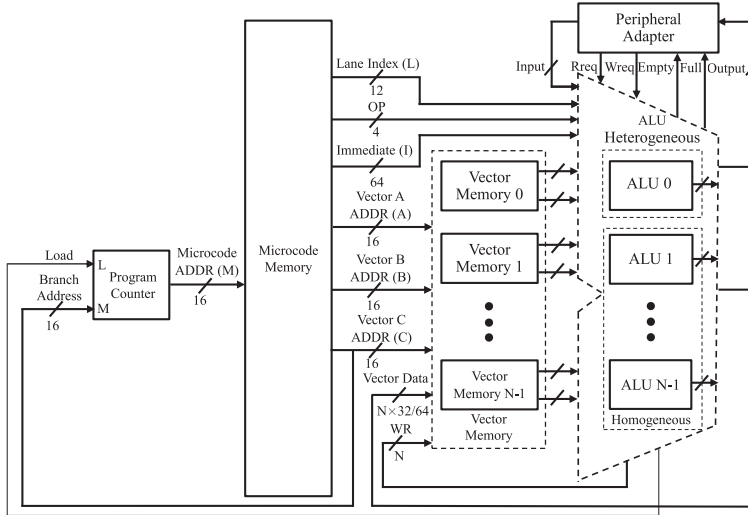 Peripheral
Adapter
Input
Rreq
Wreq
Empty
Full
Output
Lane Index (L)
12
OP
4
Immediate (I)
64
Vector A
ADDR (A)
16
Vector B
ADDR (B)
16
Vector C
ADDR (C)
16
Vector Data
N×32/64
WR
N
Load
Branch
Address
16
L
M
Program
Counter
Microcode
ADDR (M)
16
Microcode
Memory
Vector
Memory 0
Vector
Memory 1
Vector
Memory N-1
Vector
Memory
ALU
Heterogeneous
ALU 0
ALU 1
ALU N-1
Homogeneous